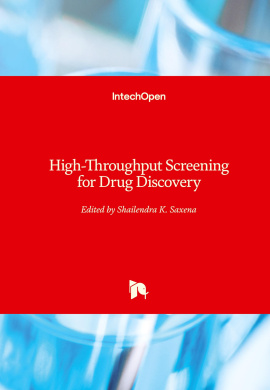 IntechOpen
High-Throughput Screening
for Drug Discovery
Edited by Shailendra K. Saxena